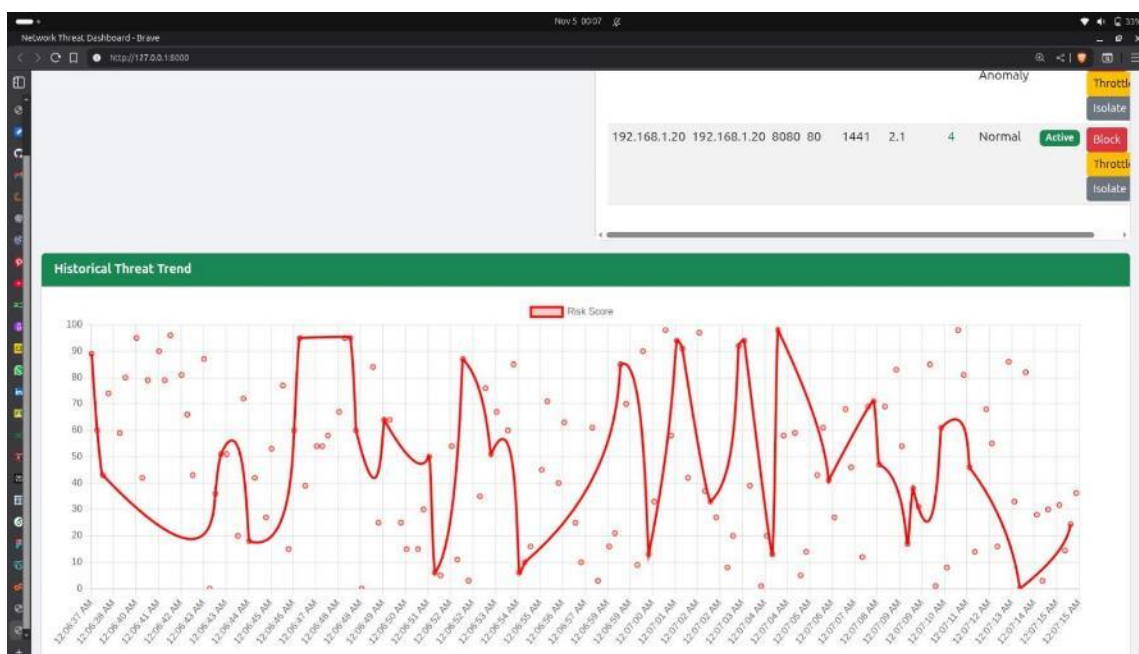 Nov 5 00:07
33%
Network Threat Dashboard - Brave
http://127.0.0.1:8000
Anomaly
Throttle
Isolate
192.168.1.20 192.168.1.20 8080 80 1441 2.1 4 Normal Active Block
Throttle
Isolate
Historical Threat Trend
Risk Score
100
90
80
70
60
50
40
30
20
10
0
12:06:37 AM 12:06:39 AM 12:06:40 AM 12:06:41 AM 12:06:42 AM 12:06:43 AM 12:06:43 AM 12:06:44 AM 12:06:45 AM 12:06:46 AM 12:06:48 AM 12:06:48 AM 12:06:48 AM 12:06:49 AM 12:06:50 AM 12:06:51 AM 12:06:52 AM 12:06:52 AM 12:06:53 AM 12:06:54 AM 12:06:55 AM 12:06:56 AM 12:06:57 AM 12:06:59 AM 12:06:59 AM 12:07:00 AM 12:07:01 AM 12:07:02 AM 12:07:02 AM 12:07:03 AM 12:07:04 AM 12:07:04 AM 12:07:05 AM 12:07:07 AM 12:07:08 AM 12:07:08 AM 12:07:09 AM 12:07:09 AM 12:07:10 AM 12:07:11 AM 12:07:12 AM 12:07:13 AM 12:07:14 AM 12:07:15 AM 12:07:15 AM